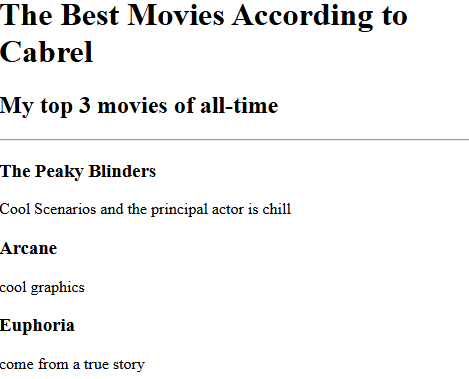 The Best Movies According to
Cabrel
My top 3 movies of all-time
The Peaky Blinders
Cool Scenarios and the principal actor is chill
Arcane
cool graphics
Euphoria
come from a true story